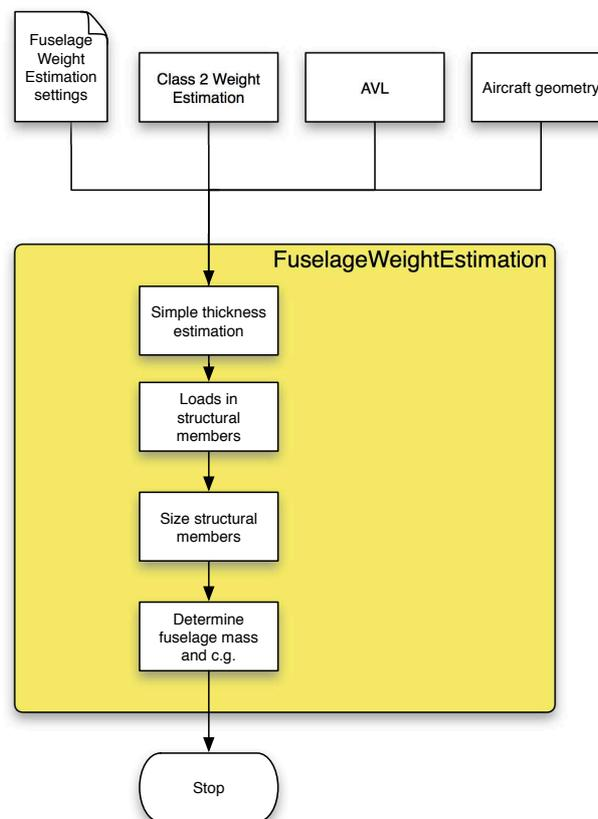 Fuselage
Weight
Estimation
settings
Class 2 Weight
Estimation
AVL
Aircraft geometry
FuselageWeightEstimation
Simple thickness
estimation
Loads in
structural
members
Size structural
members
Determine
fuselage mass
and c.g.
Stop